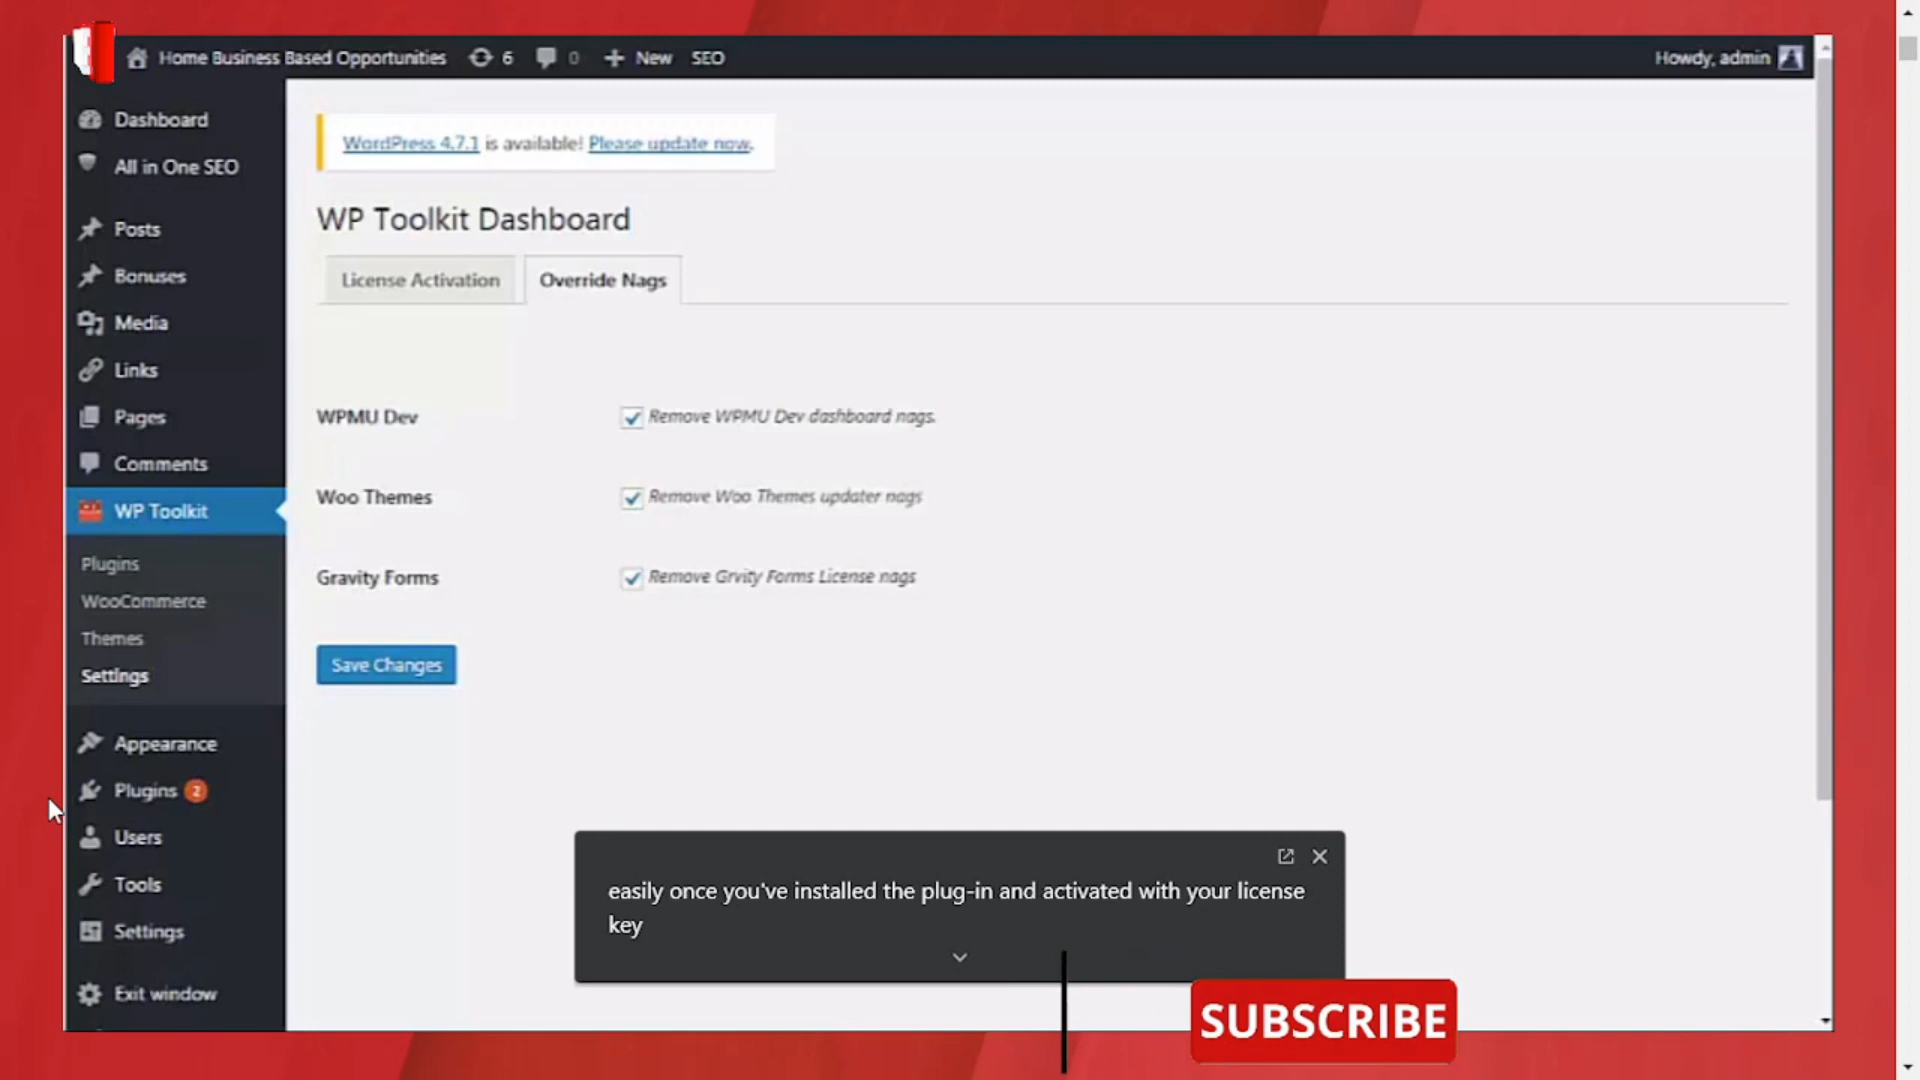 Home Business Based Opportunities 6 0 New SEO Howdy, admin
Dashboard
All in One SEO
Posts
Bonuses
Media
Links
Pages
Comments
WP Toolkit
Plugins
WooCommerce
Themes
Settings
Appearance
Plugins 2
Users
Tools
Settings
Exit window
WordPress 4.7.1 is available! Please update now.
WP Toolkit Dashboard
License Activation Override Nags
WPMU Dev Remove WPMU Dev dashboard nags.
Woo Themes Remove Woo Themes updater nags
Gravity Forms Remove Grvity Forms License nags
Save Changes
easily once you've installed the plug-in and activated with your license
key
SUBSCRIBE